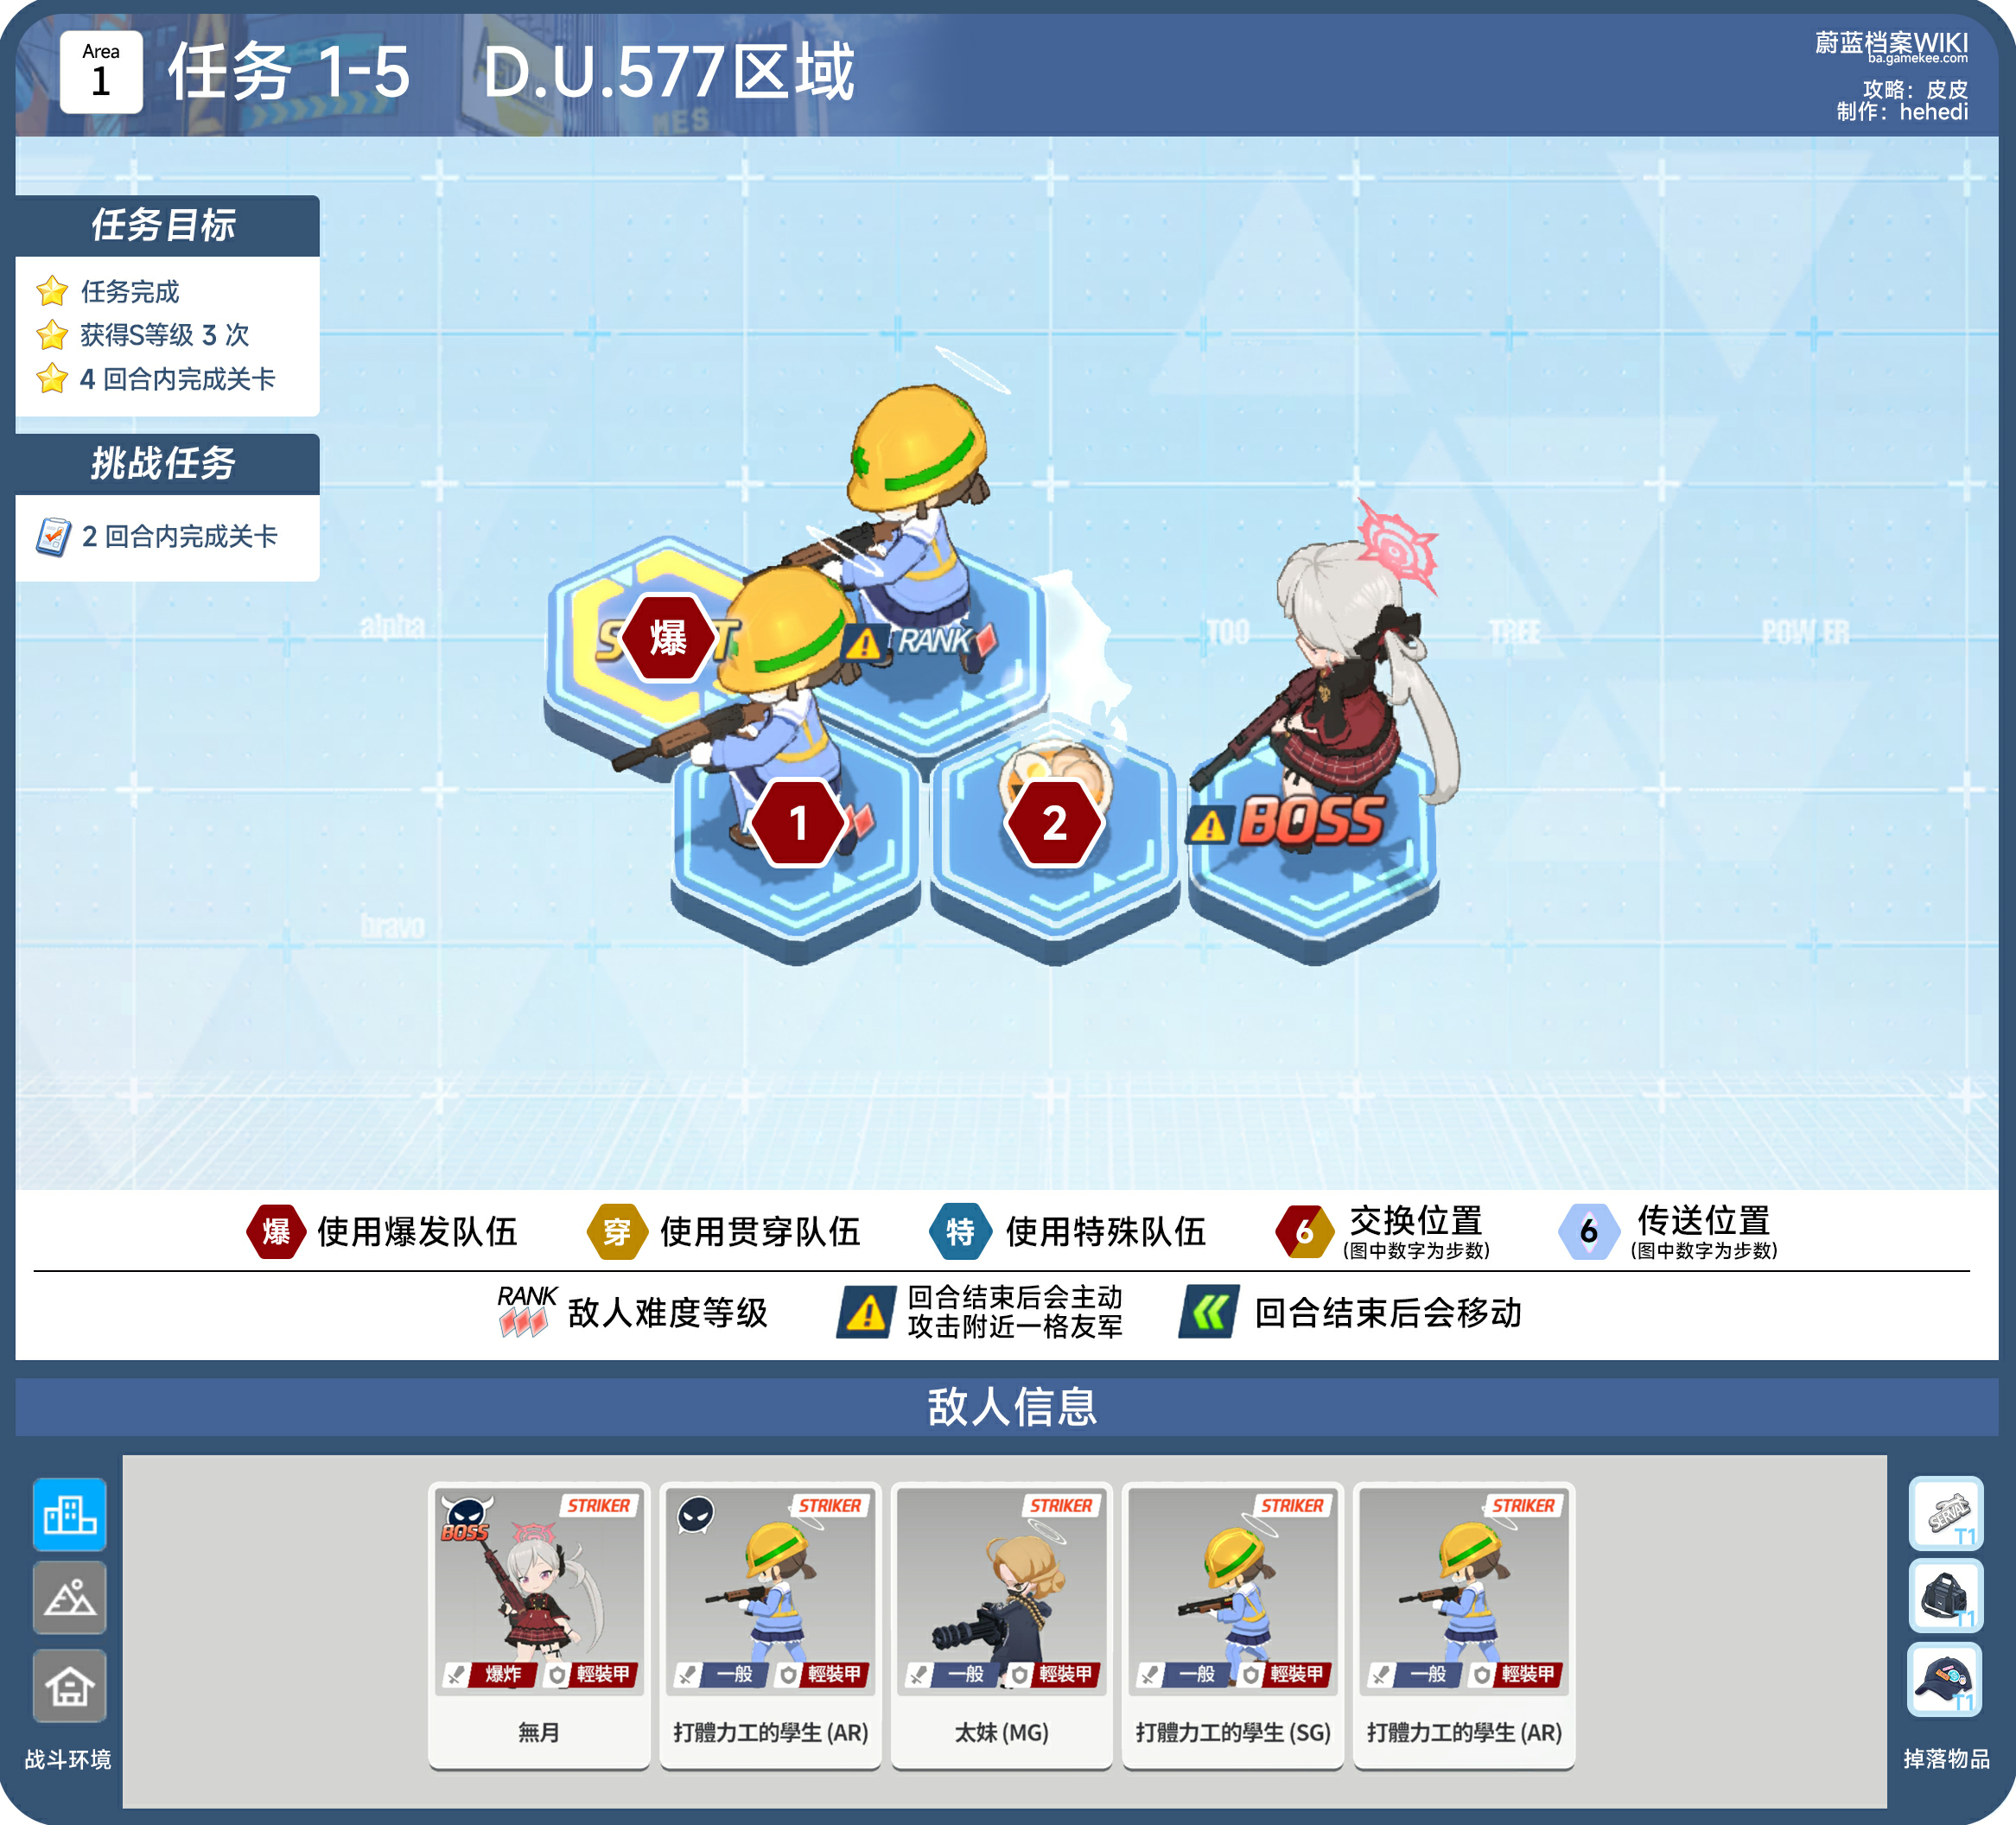 Area
1
任务 1-5 D.U.577区域
蔚蓝档案WIKI
ba.gamekee.com
攻略：皮皮
制作：hehedi
MES
任务目标
任务完成
获得S等级 3 次
4 回合内完成关卡
挑战任务
2 回合内完成关卡
alpha
TOO
TREE
POW ER
bravo
爆
RANK
1
2
BOSS
爆 使用爆发队伍
穿 使用贯穿队伍
特 使用特殊队伍
6 交换位置
(图中数字为步数)
6 传送位置
(图中数字为步数)
RANK 敌人难度等级
回合结束后会主动
攻击附近一格友军
回合结束后会移动
敌人信息
BOSS STRIKER
爆炸 輕裝甲
無月
STRIKER
一般 輕裝甲
打體力工的學生 (AR)
STRIKER
一般 輕裝甲
太妹 (MG)
STRIKER
一般 輕裝甲
打體力工的學生 (SG)
STRIKER
一般 輕裝甲
打體力工的學生 (AR)
战斗环境
SERVAL
T1
T1
T1
掉落物品